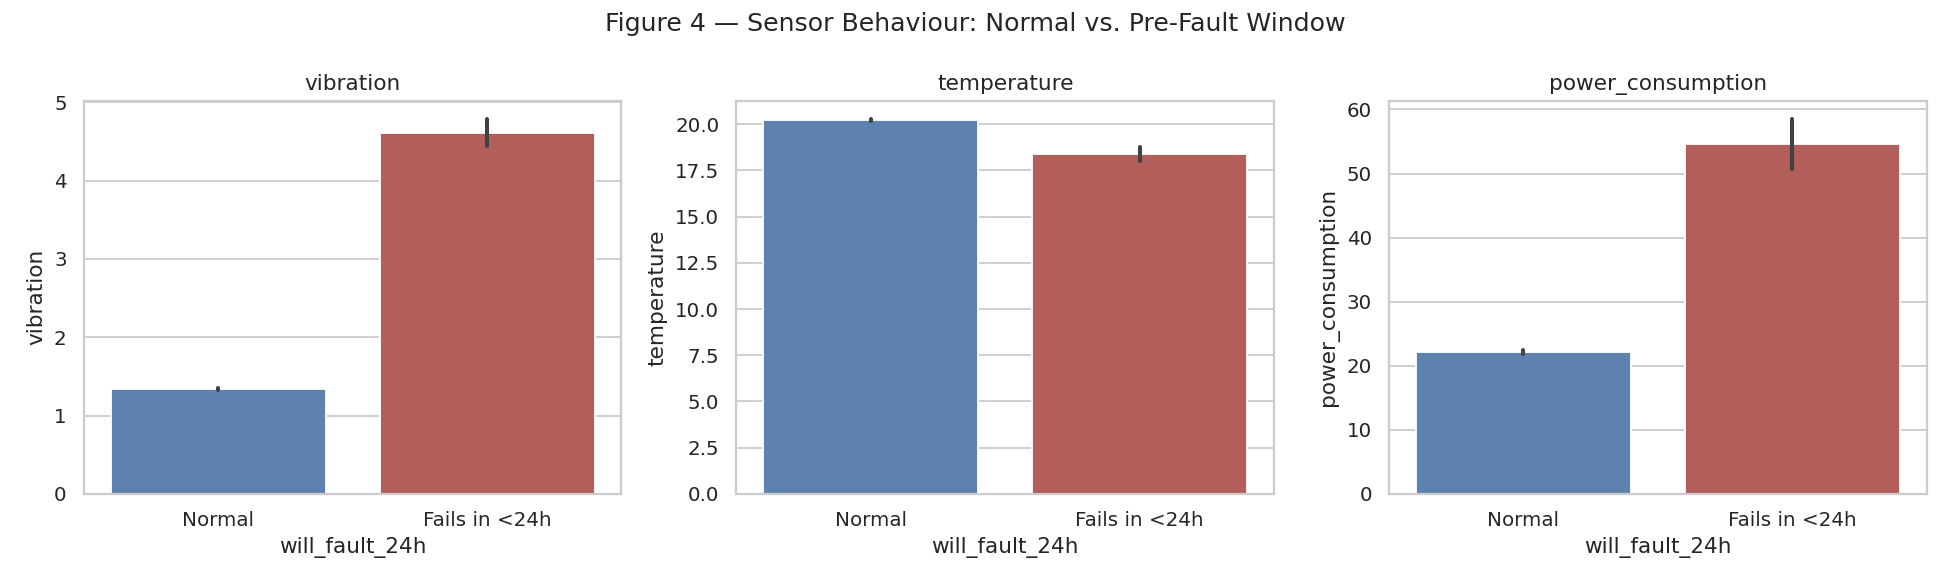 Figure 4 — Sensor Behaviour: Normal vs. Pre-Fault Window
vibration
5
4
3
2
1
0
vibration
Normal
Fails in <24h
will_fault_24h
temperature
20.0
17.5
15.0
12.5
10.0
7.5
5.0
2.5
0.0
temperature
Normal
Fails in <24h
will_fault_24h
power_consumption
60
50
40
30
20
10
0
power_consumption
Normal
Fails in <24h
will_fault_24h